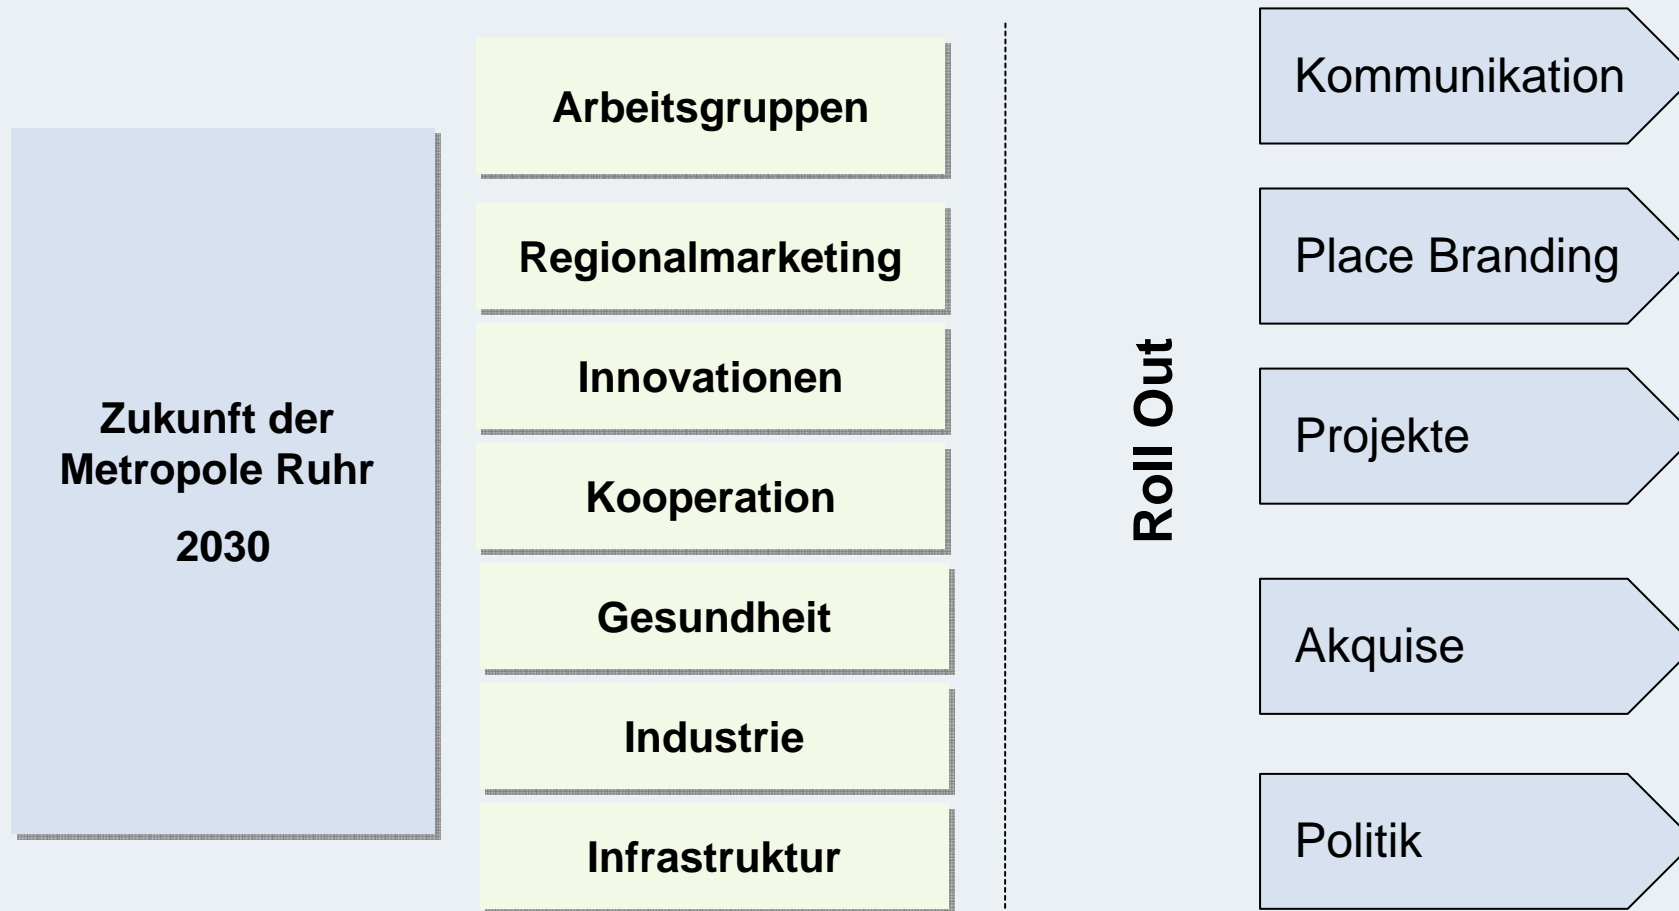 Zukunft der
Metropole Ruhr
2030
Arbeitsgruppen
Regionalmarketing
Innovationen
Kooperation
Gesundheit
Industrie
Infrastruktur
Roll Out
Kommunikation
Place Branding
Projekte
Akquise
Politik